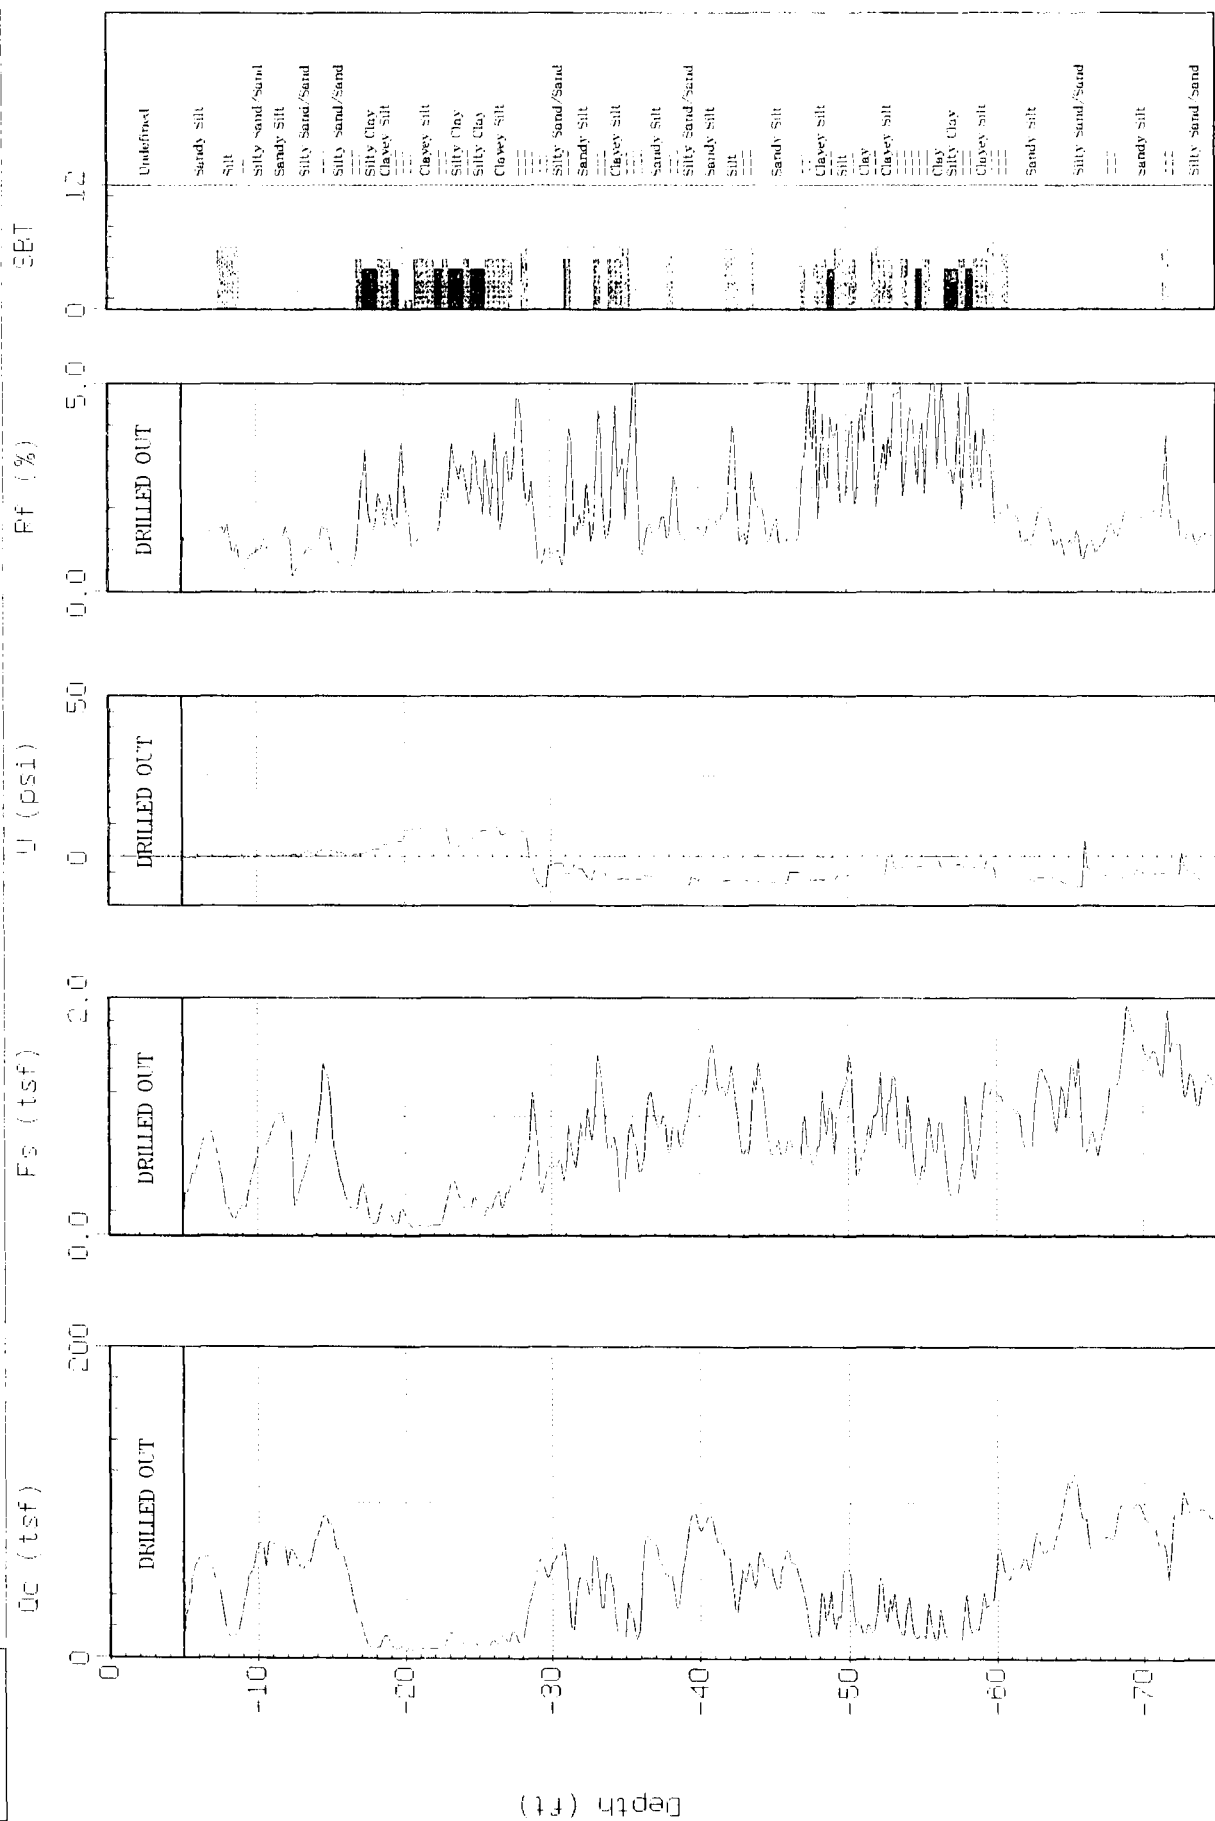 Qc (tsf)
Fs (tsf)
U (psi)
Rf (%)
SBT
0
200
0.0
2.0
0
50
0.0
5.0
0
12
DRILLED OUT
DRILLED OUT
DRILLED OUT
DRILLED OUT
Depth (ft)
0
-10
-20
-30
-40
-50
-60
-70
Undefined
Sandy Silt
Silt
Silty Sand/Sand
Sandy Silt
Silty Sand/Sand
Silty Sand/Sand
Silty Clay
Clayey Silt
Clayey Silt
Silty Clay
Silty Clay
Clayey Silt
Silty Sand/Sand
Sandy Silt
Clayey Silt
Sandy Silt
Silty Sand/Sand
Sandy Silt
Silt
Sandy Silt
Clayey Silt
Silt
Clay
Clayey Silt
Clay
Silty Clay
Clayey Silt
Sandy Silt
Silty Sand/Sand
Sandy Silt
Silty Sand/Sand